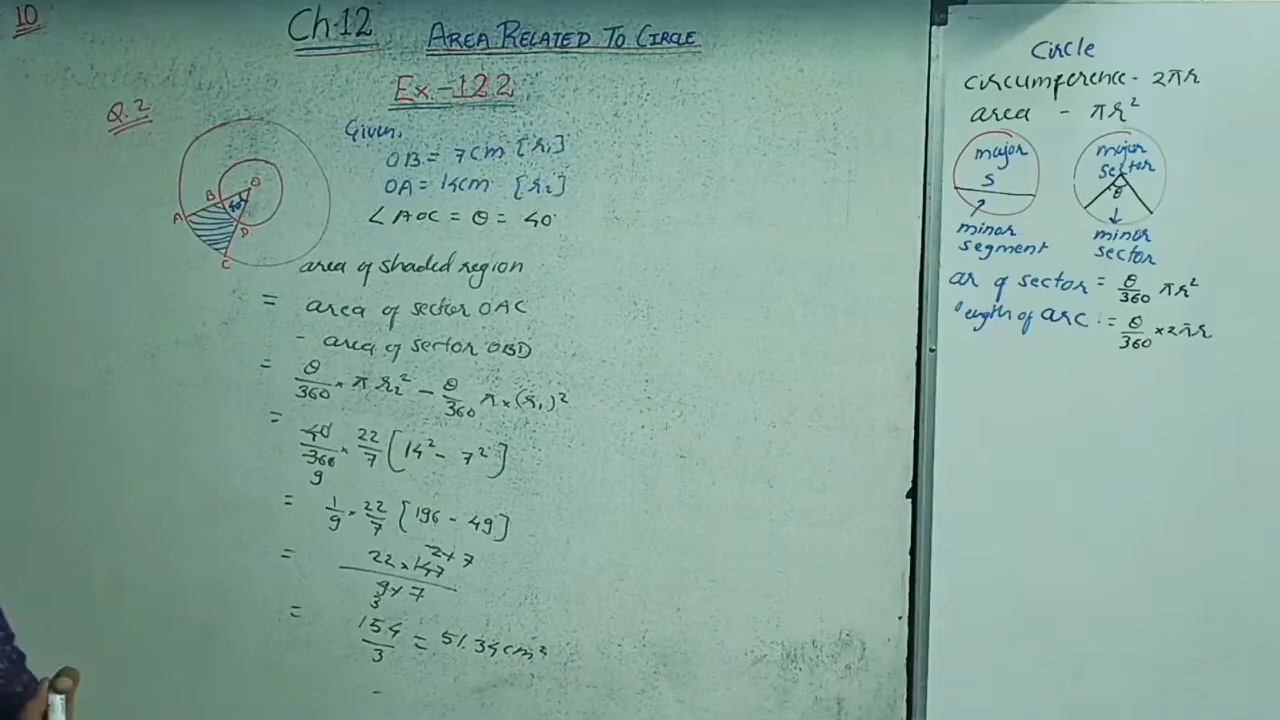 10
Ch.12 AREA RELATED TO CIRCLE
Ex-12.2
Q.2
Given,
OB = 7cm [r₁]
OA = 14cm [r₂]
∠AOC = θ = 40°
O
B
40°
A
D
C
area of shaded region
= area of sector OAC
- area of sector OBD
= θ/360 × π r₂² - θ/360 π × (r₁)²
= 40/360 × 22/7 [14² - 7²]
9
= 1/9 × 22/7 [196 - 49]
= 22 × 147 / 9 × 7
3
= 154/3 = 51.34cm²
Circle
circumference - 2πr
area - πr²
major
S
minor
segment
major
sector
θ
minor
sector
ar of sector = θ/360 πr²
length of arc = θ/360 × 2πr